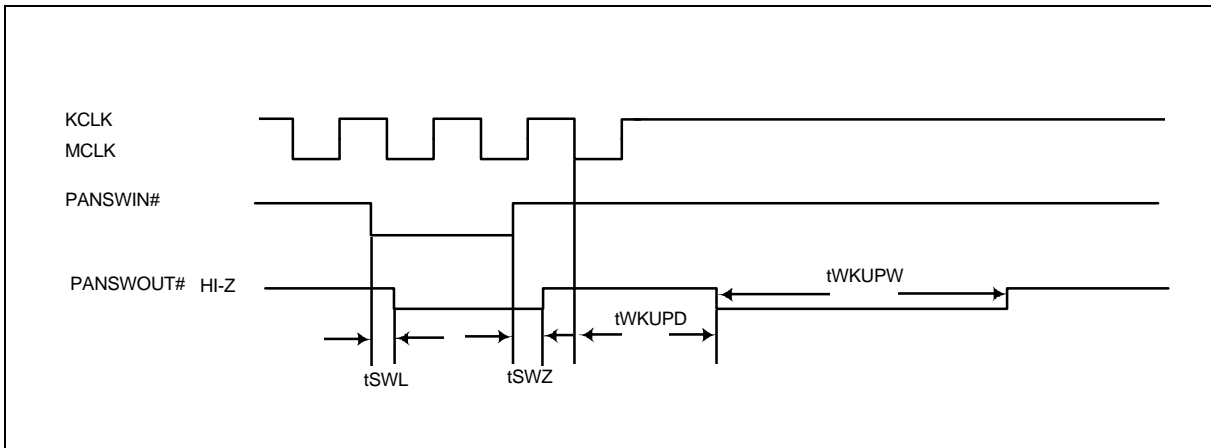 KCLK
MCLK
PANSWIN#
PANSWOUT# HI-Z
tWKUPW
tWKUPD
tSWL
tSWZ